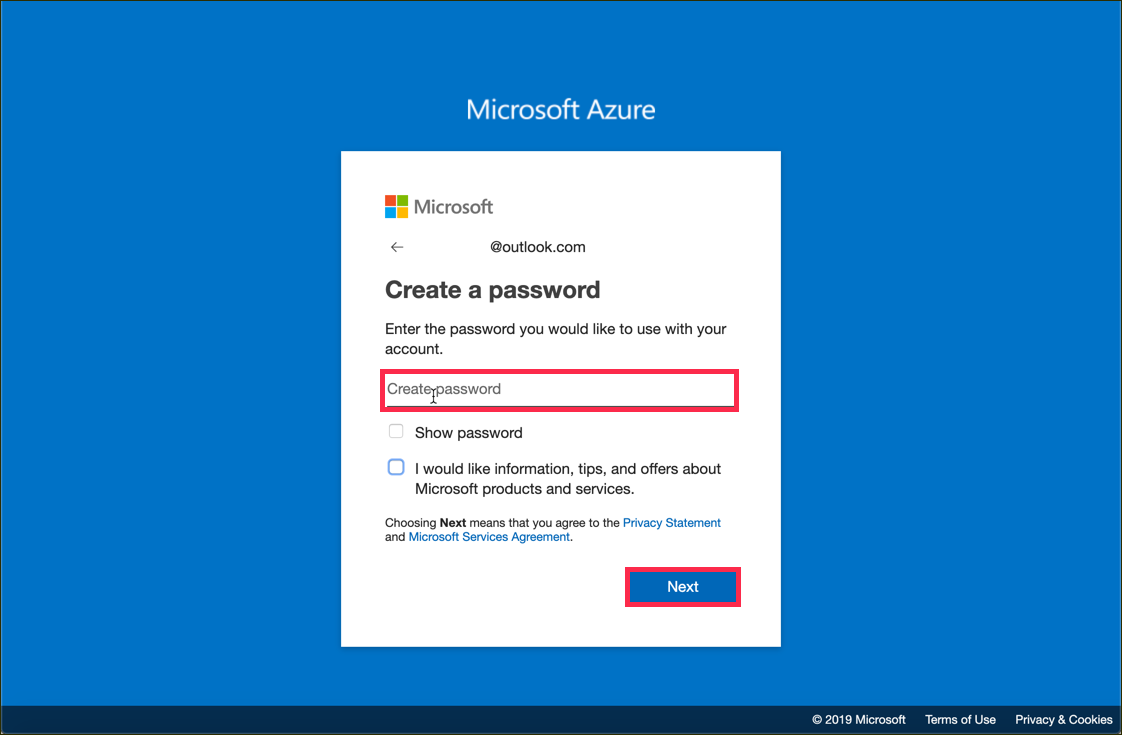 Microsoft Azure
Microsoft
@outlook.com
Create a password
Enter the password you would like to use with your
account.
Create password
Show password
I would like information, tips, and offers about
Microsoft products and services.
Choosing Next means that you agree to the Privacy Statement
and Microsoft Services Agreement.
Next
© 2019 Microsoft Terms of Use Privacy & Cookies